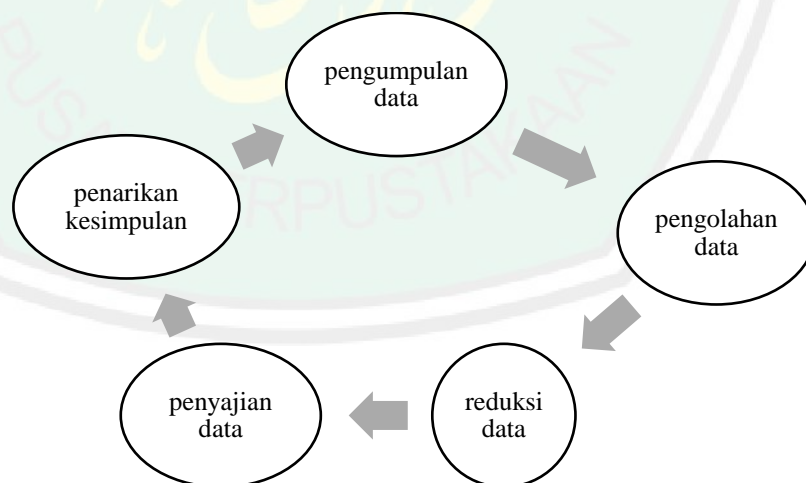 pengumpulan
data
pengolahan
data
reduksi
data
penyajian
data
penarikan
kesimpulan